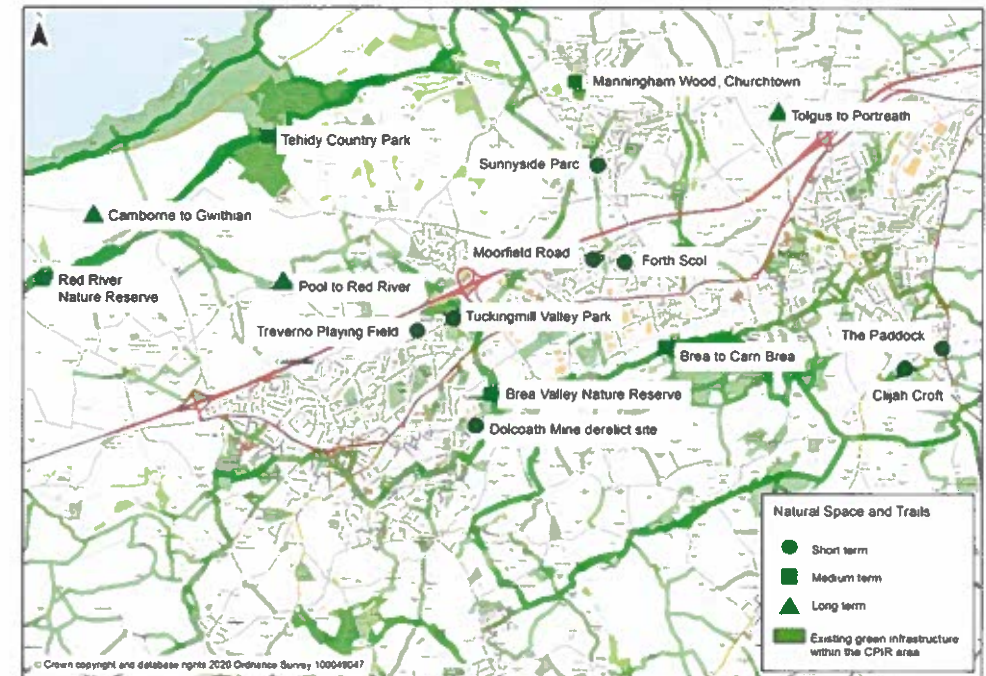 Manningham Wood, Churchtown
Tolgus to Portreath
Tehidy Country Park
Sunnyside Parc
Camborne to Gwithian
Moorfield Road
Forth Scol
Red River
Nature Reserve
Pool to Red River
Tuckingmill Valley Park
Treverno Playing Field
The Paddock
Brea to Carn Brea
Clijah Croft
Brea Valley Nature Reserve
Dolcoath Mine derelict site
Natural Space and Trails
Short term
Medium term
Long term
Existing green infrastructure
within the CPIR area
© Crown copyright and database rights 2020 Ordnance Survey 100049047